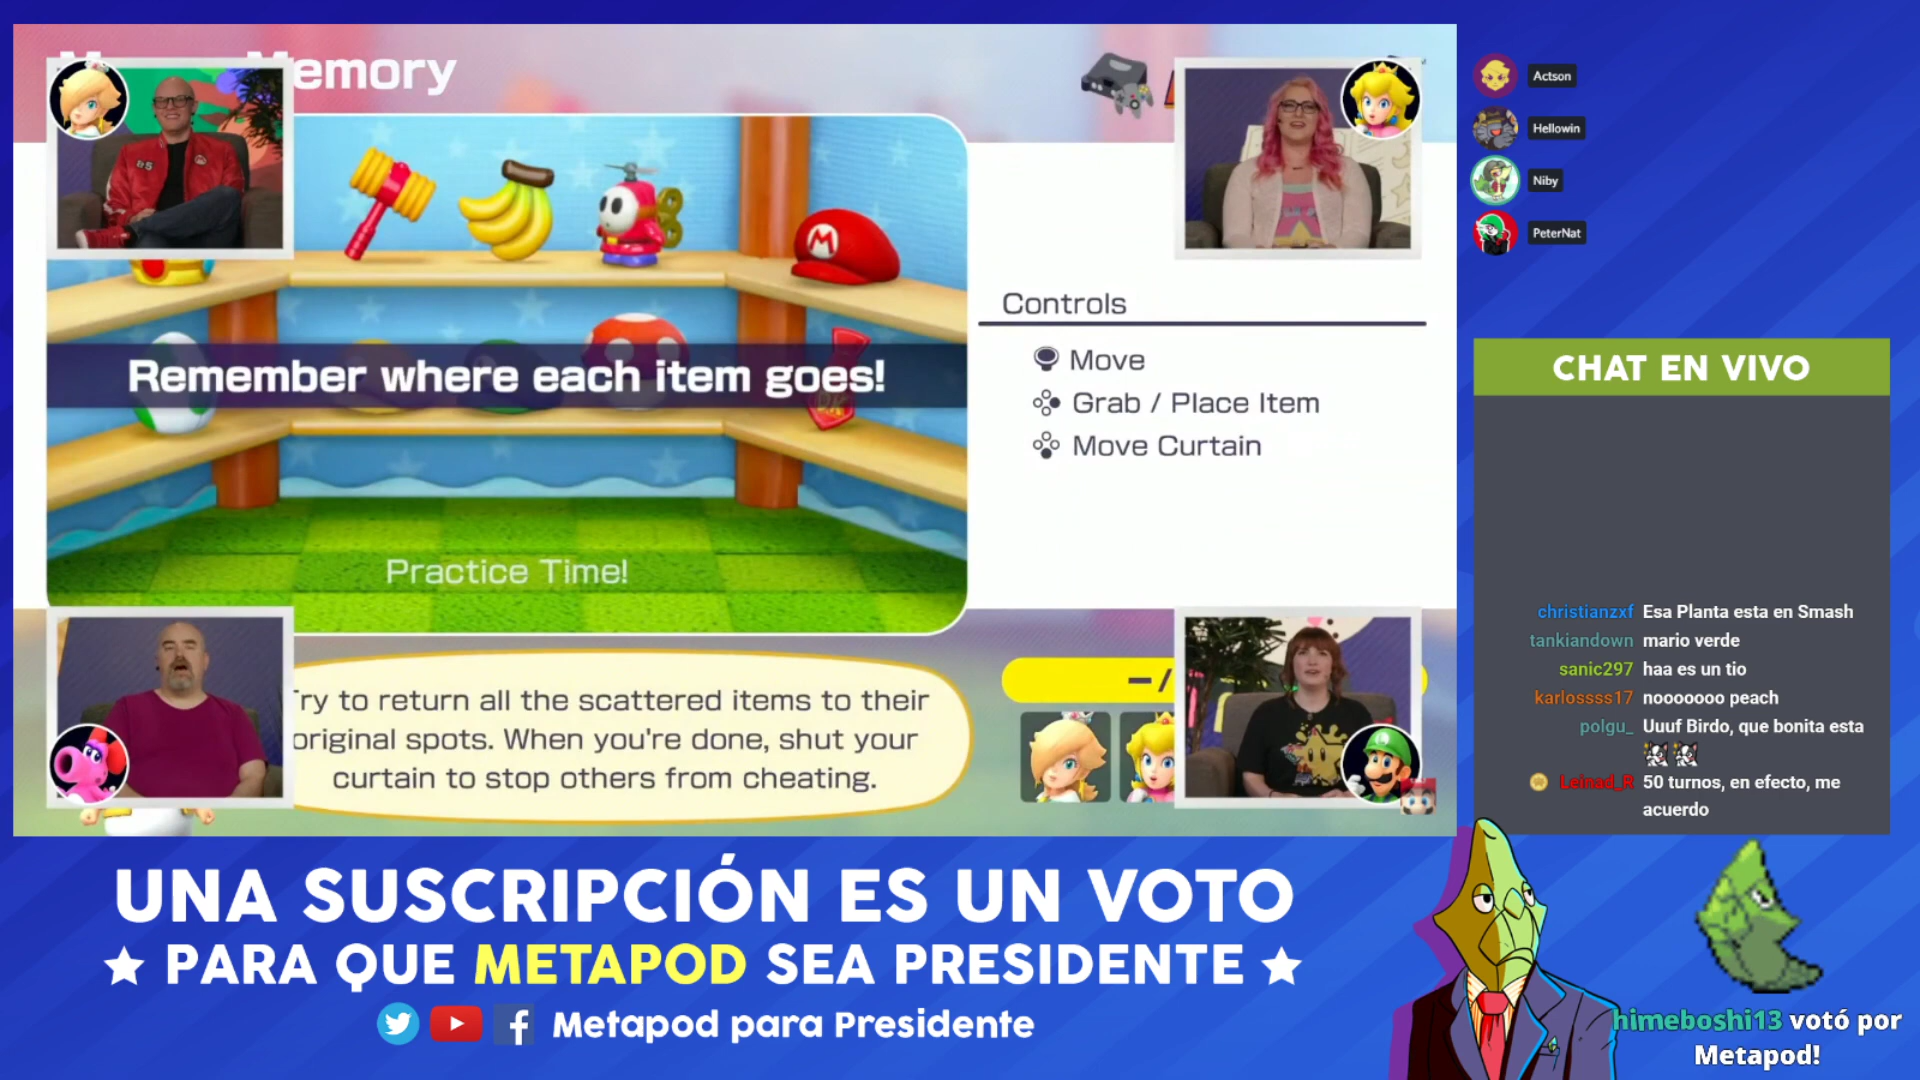 Memory
Remember where each item goes!
Practice Time!
Controls
Move
Grab / Place Item
Move Curtain
Try to return all the scattered items to their
original spots. When you're done, shut your
curtain to stop others from cheating.
–/
Actson
Hellowin
Niby
PeterNat
CHAT EN VIVO
christianzxf Esa Planta esta en Smash
tankiandown mario verde
sanic297 haa es un tio
karlossss17 nooooooo peach
polgu_ Uuuf Birdo, que bonita esta
Leinad_R 50 turnos, en efecto, me
acuerdo
UNA SUSCRIPCIÓN ES UN VOTO
PARA QUE METAPOD SEA PRESIDENTE
Metapod para Presidente
himeboshi13 votó por
Metapod!